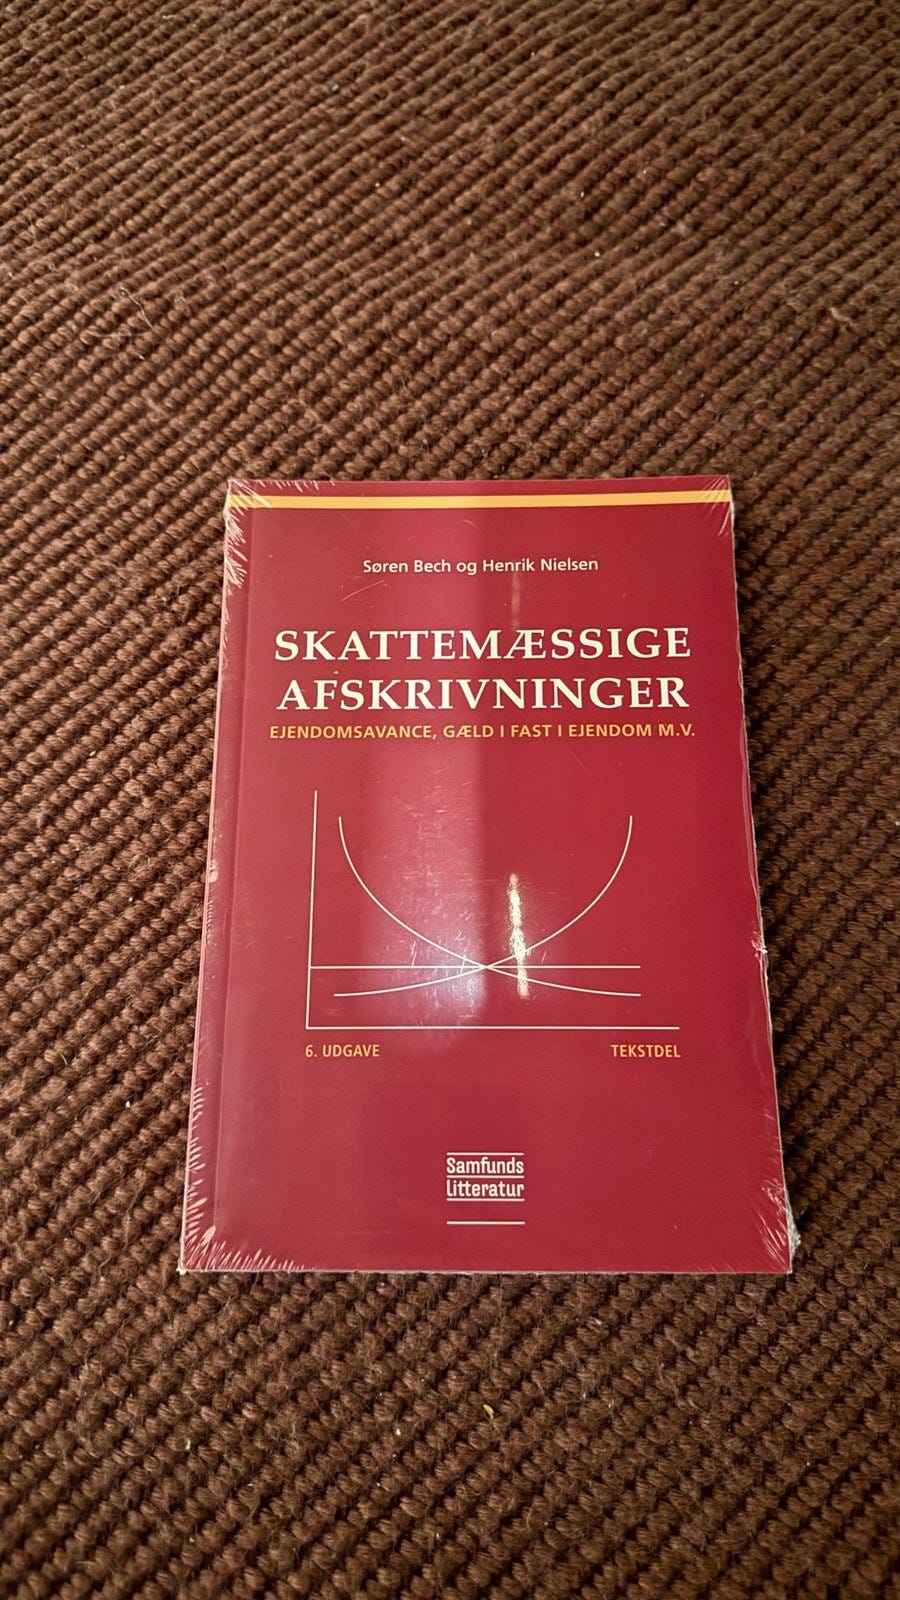 Søren Bech og Henrik Nielsen
SKATTEMÆSSIGE
AFSKRIVNINGER
EJENDOMSAVANCE, GÆLD I FAST I EJENDOM M.V.
6. UDGAVE
TEKSTDEL
Samfunds
litteratur